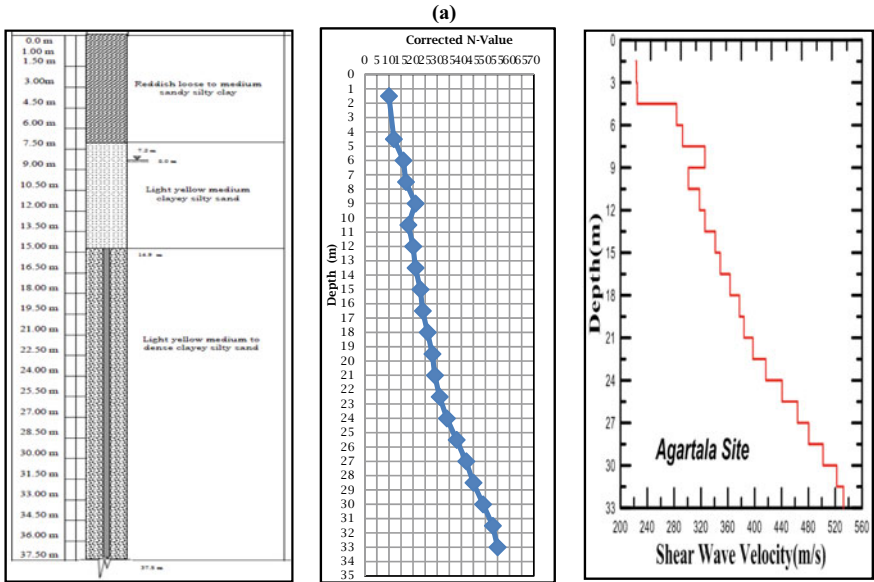 (a)
0.0 m
1.00 m
1.50 m
3.00m
4.50 m
6.00 m
7.50 m
9.00 m
10.50 m
12.00 m
13.50 m
15.00 m
16.50 m
18.00 m
19.50 m
21.00 m
22.50 m
24.00 m
25.50 m
27.00 m
28.50 m
30.00 m
31.50 m
33.00 m
34.50 m
36.00 m
37.50 m
Reddish loose to medium
sandy silty clay
Light yellow medium
clayey silty sand
Light yellow medium to
dense clayey silty sand
37.5 m
Corrected N-Value
0 5 10 15 20 25 30 35 40 45 50 55 60 65 70
Depth (m)
0
1
2
3
4
5
6
7
8
9
10
11
12
13
14
15
16
17
18
19
20
21
22
23
24
25
26
27
28
29
30
31
32
33
34
35
Depth(m)
0
3
6
9
12
15
18
21
24
27
30
33
Agartala Site
200 240 280 320 360 400 440 480 520 560
Shear Wave Velocity(m/s)